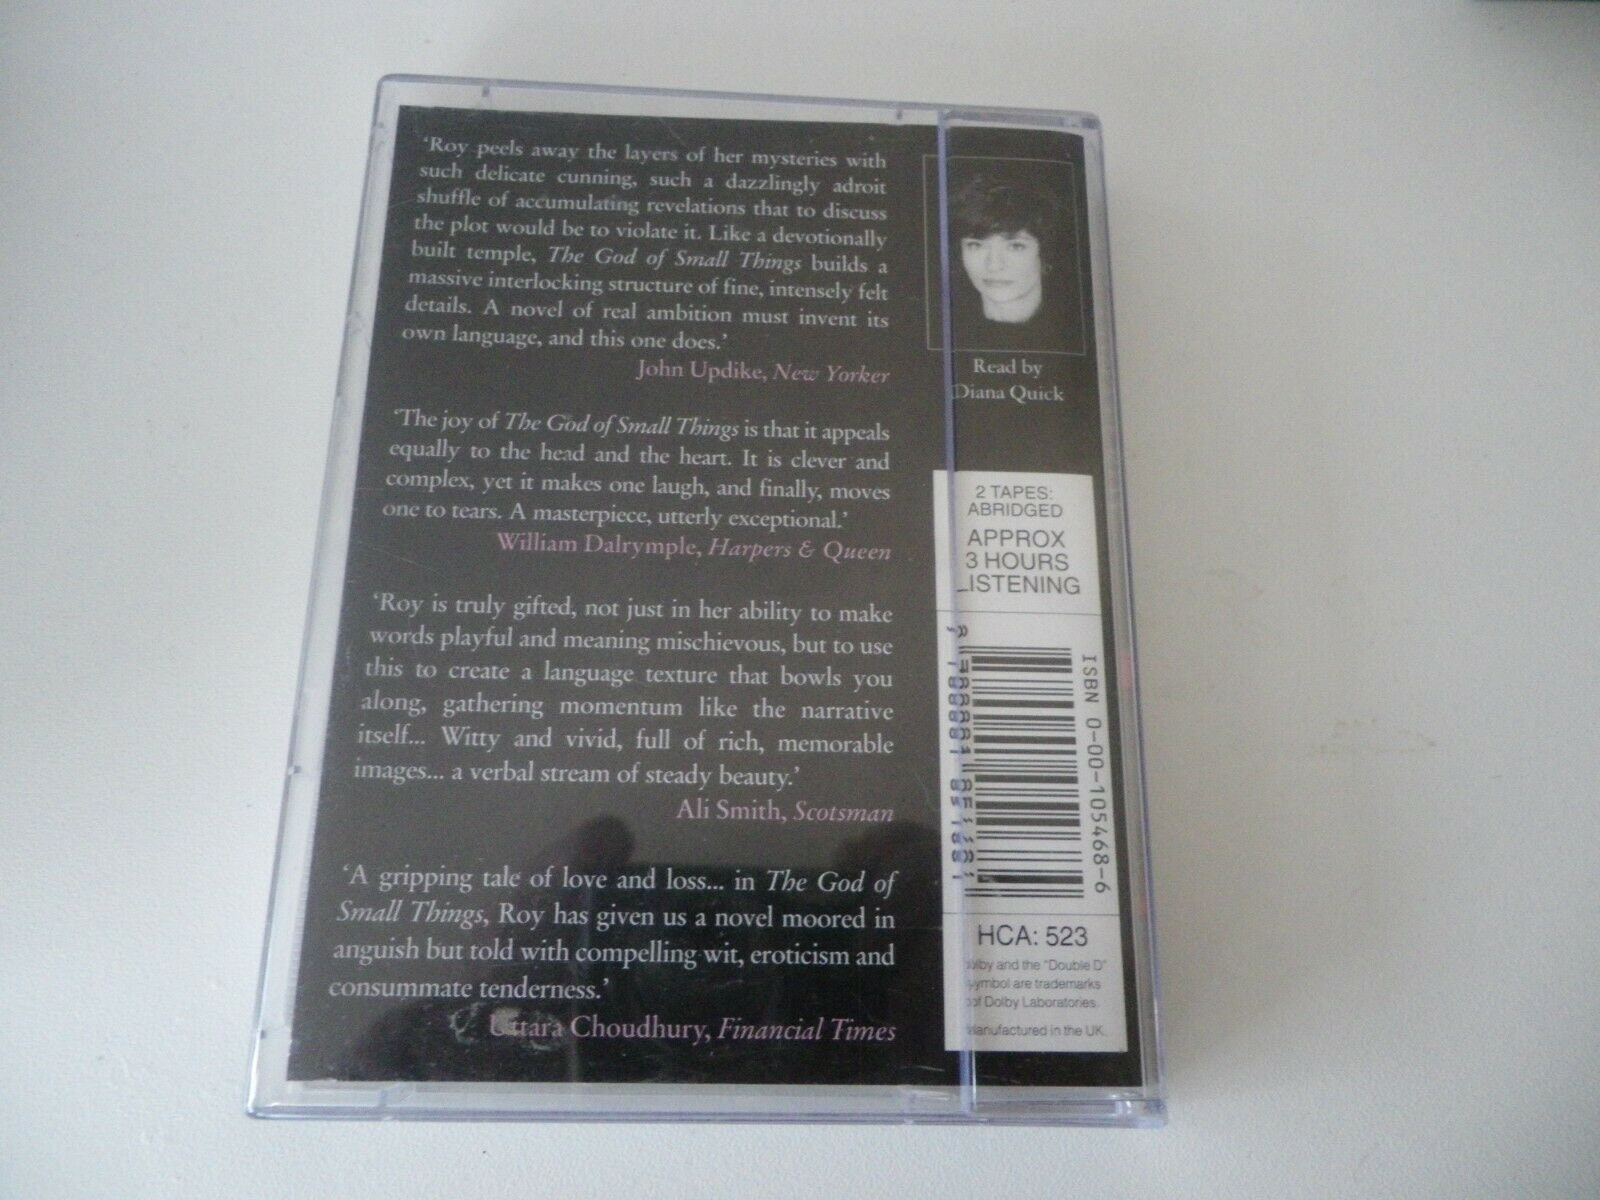 ‘Roy peels away the layers of her mysteries with
such delicate cunning, such a dazzlingly adroit
shuffle of accumulating revelations that to discuss
the plot would be to violate it. Like a devotionally
built temple, The God of Small Things builds a
massive interlocking structure of fine, intensely felt
details. A novel of real ambition must invent its
own language, and this one does.’
John Updike, New Yorker
‘The joy of The God of Small Things is that it appeals
equally to the head and the heart. It is clever and
complex, yet it makes one laugh, and finally, moves
one to tears. A masterpiece, utterly exceptional.’
William Dalrymple, Harpers & Queen
‘Roy is truly gifted, not just in her ability to make
words playful and meaning mischievous, but to use
this to create a language texture that bowls you
along, gathering momentum like the narrative
itself... Witty and vivid, full of rich, memorable
images... a verbal stream of steady beauty.’
Ali Smith, Scotsman
‘A gripping tale of love and loss... in The God of
Small Things, Roy has given us a novel moored in
anguish but told with compelling wit, eroticism and
consummate tenderness.’
Uttara Choudhury, Financial Times
Read by
Diana Quick
2 TAPES:
ABRIDGED
APPROX
3 HOURS
LISTENING
ISBN 0-00-105468-6
HCA: 523
Dolby and the "Double D"
symbol are trademarks
of Dolby Laboratories.
Manufactured in the UK.